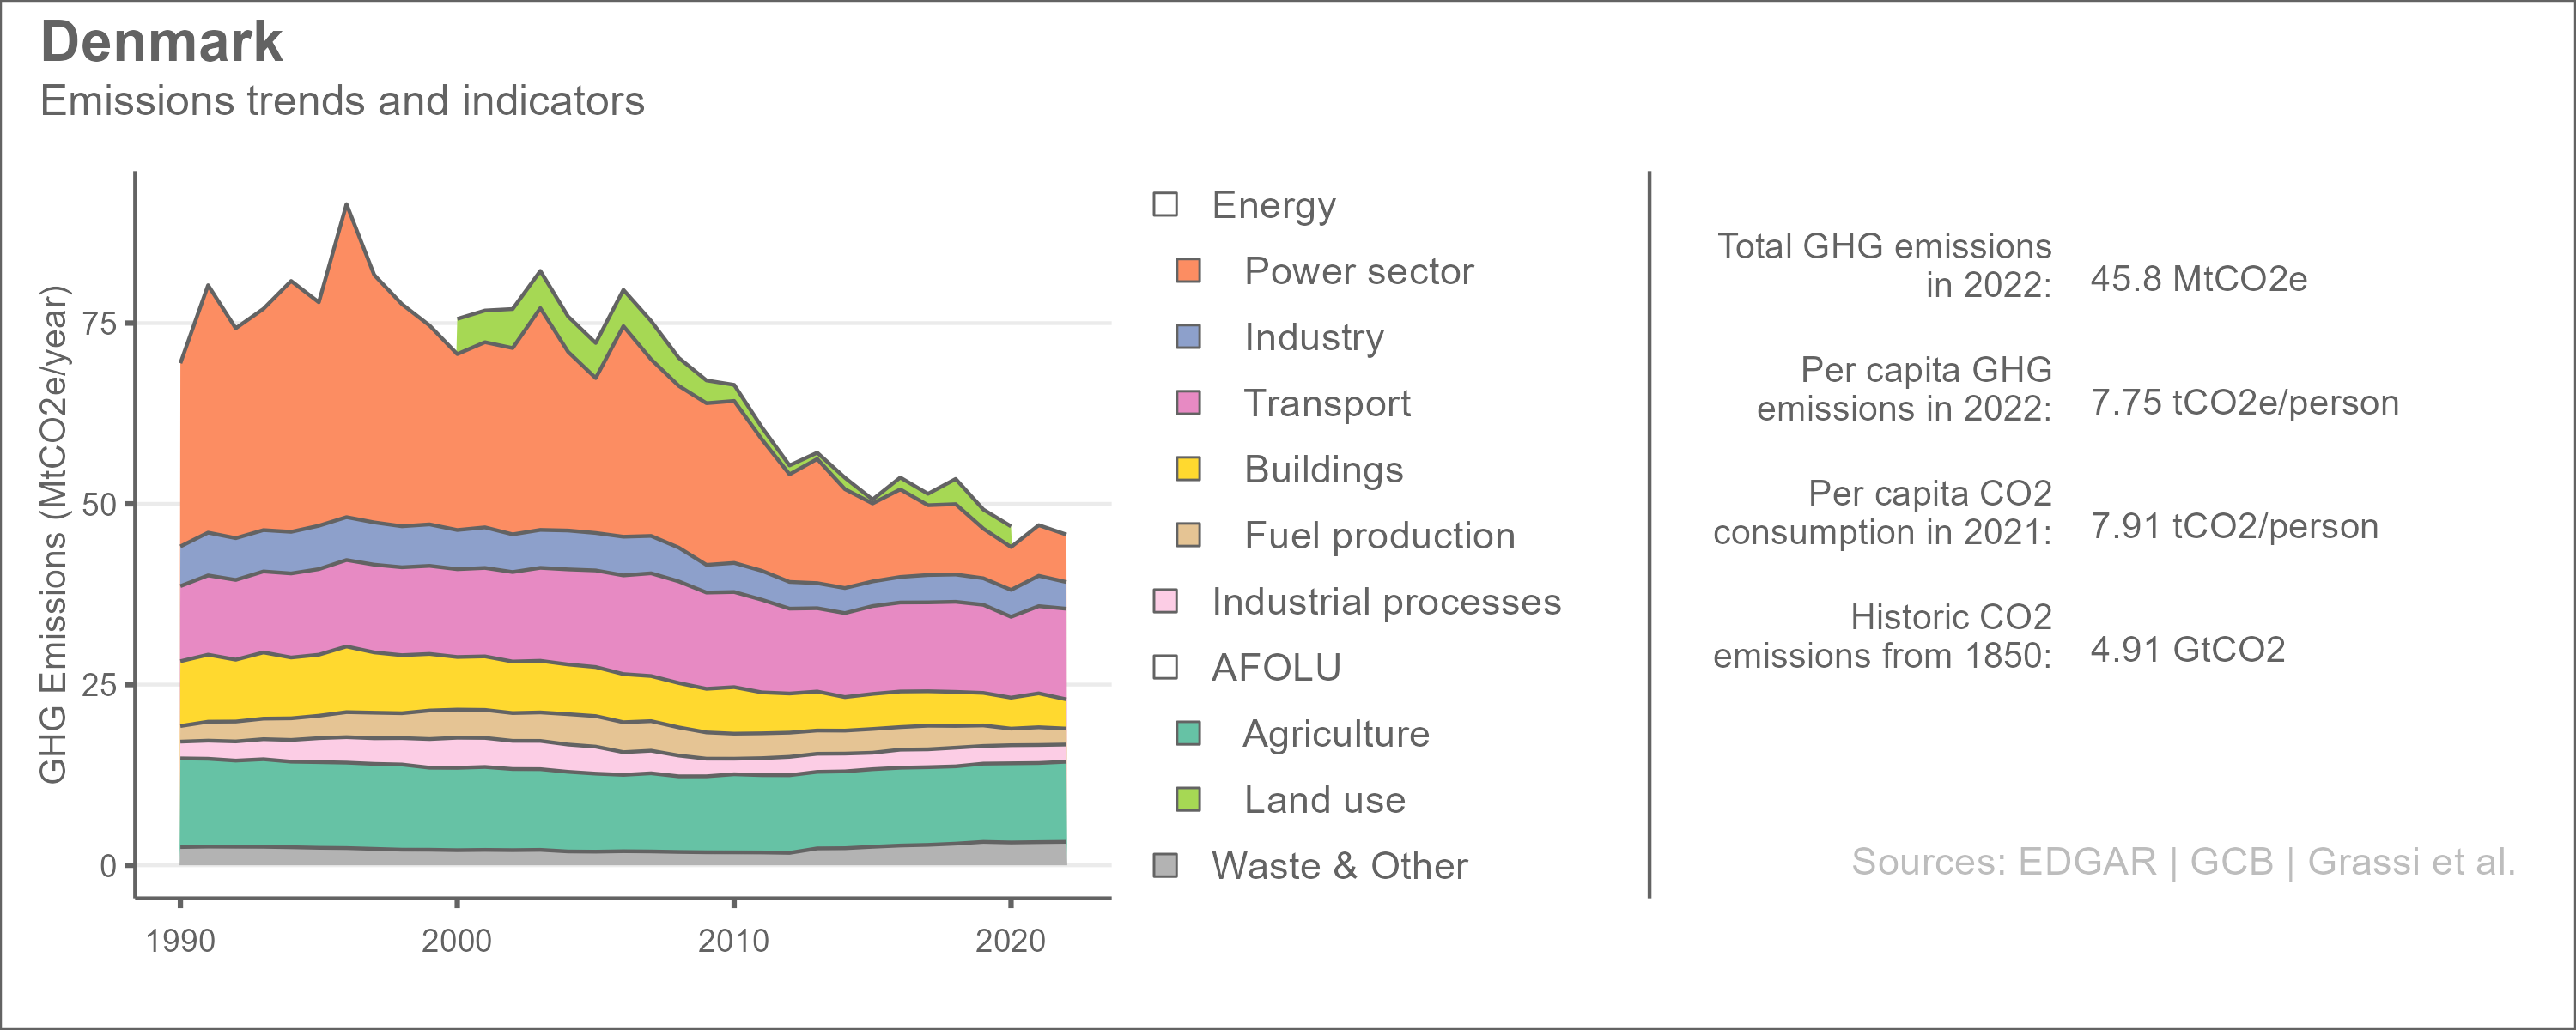 Denmark
Emissions trends and indicators
GHG Emissions (MtCO2e/year)
75
50
25
0
1990
2000
2010
2020
Energy
Power sector
Industry
Transport
Buildings
Fuel production
Industrial processes
AFOLU
Agriculture
Land use
Waste & Other
Total GHG emissions
in 2022:
45.8 MtCO2e
Per capita GHG
emissions in 2022:
7.75 tCO2e/person
Per capita CO2
consumption in 2021:
7.91 tCO2/person
Historic CO2
emissions from 1850:
4.91 GtCO2
Sources: EDGAR | GCB | Grassi et al.